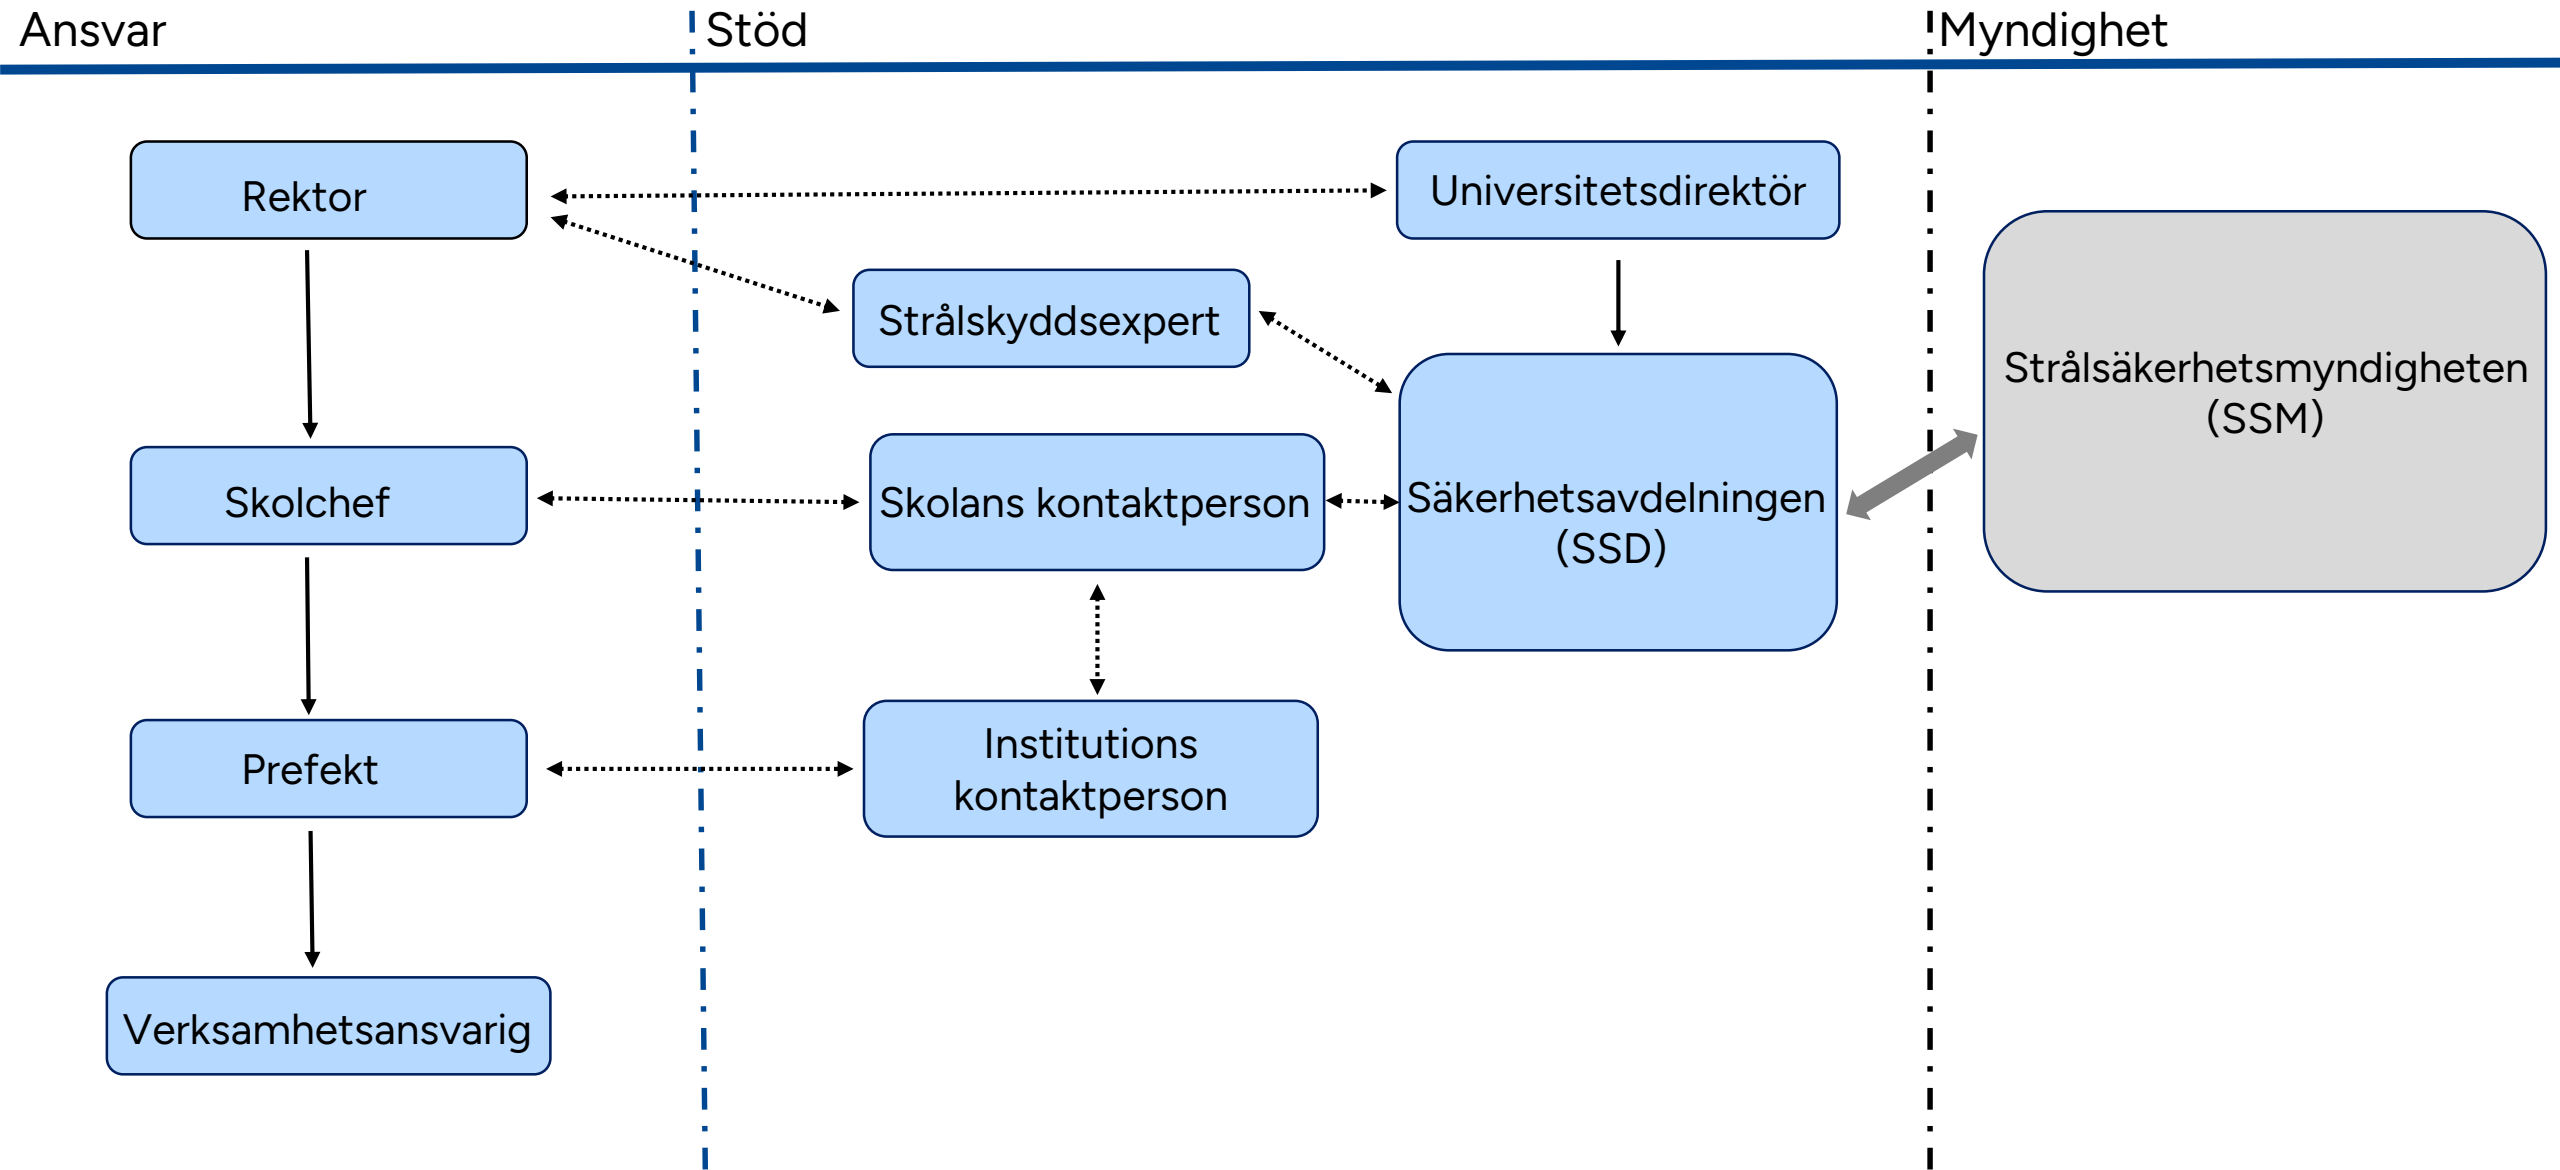 Ansvar
Stöd
Myndighet
Rektor
Universitetsdirektör
Strålskyddsexpert
Strålsäkerhetsmyndigheten
(SSM)
Skolchef
Skolans kontaktperson
Säkerhetsavdelningen
(SSD)
Prefekt
Institutions
kontaktperson
Verksamhetsansvarig